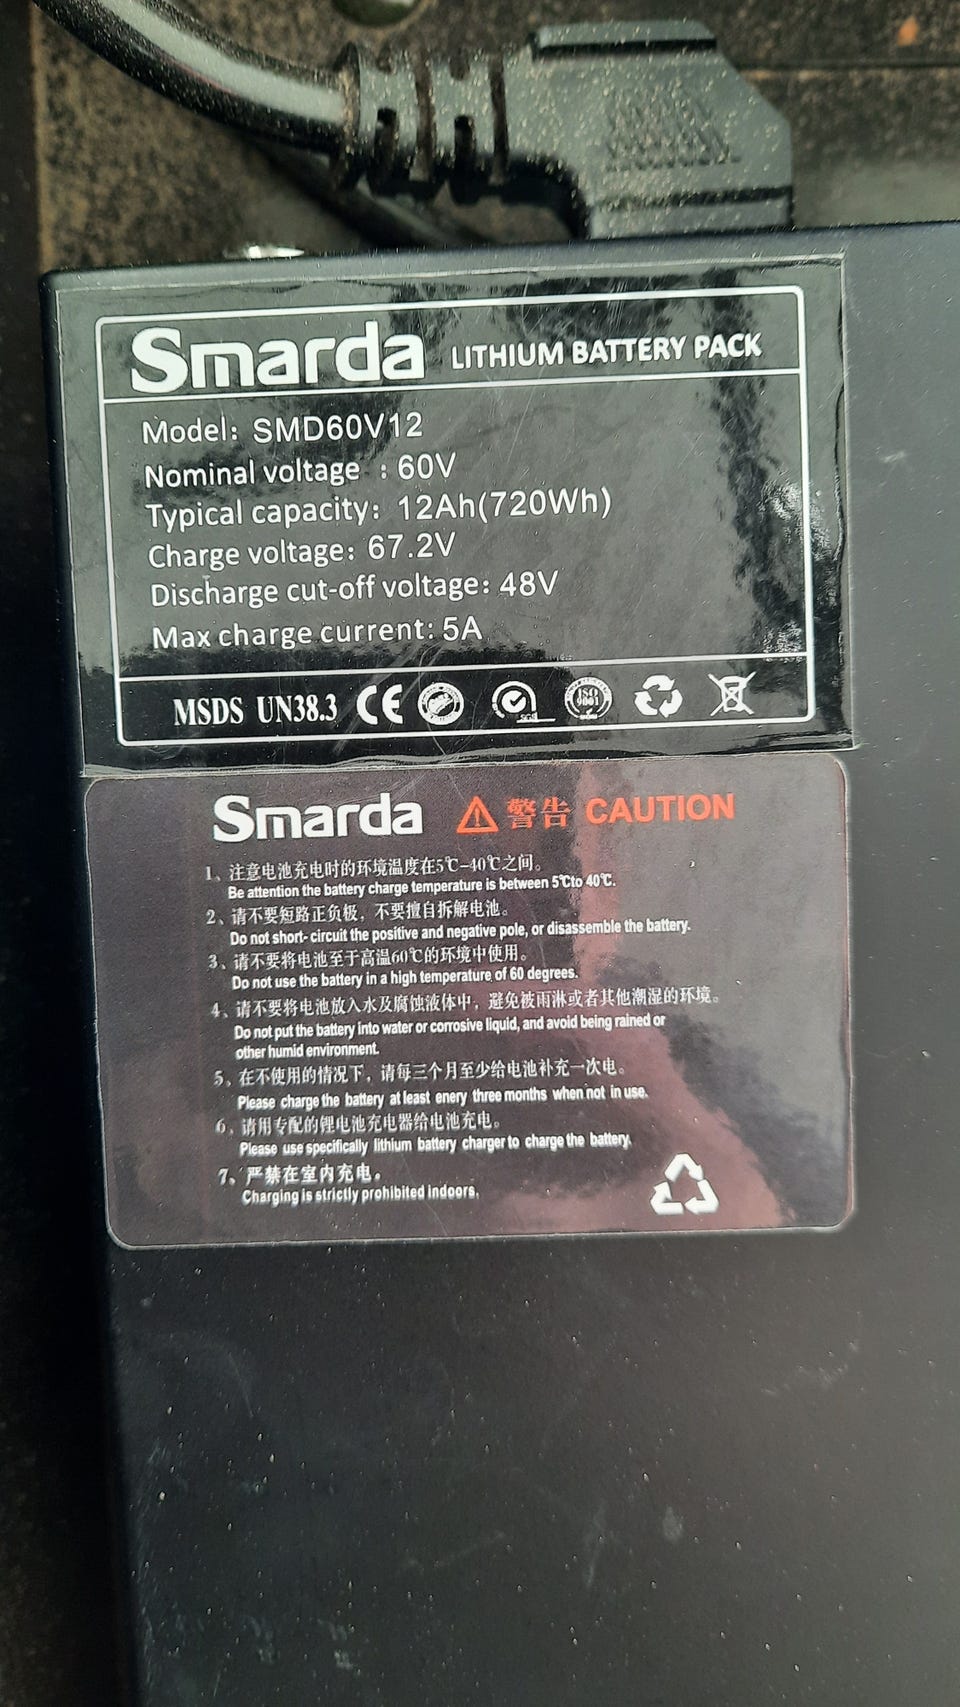 Smarda LITHIUM BATTERY PACK
Model: SMD60V12
Nominal voltage : 60V
Typical capacity: 12Ah(720Wh)
Charge voltage: 67.2V
Discharge cut-off voltage: 48V
Max charge current: 5A
MSDS UN38.3 CE ISO 9001
Smarda 警告 CAUTION
1、注意电池充电时的环境温度在5℃-40℃之间。
Be attention the battery charge temperature is between 5℃to 40℃.
2、请不要短路正负极，不要擅自拆解电池。
Do not short- circuit the positive and negative pole, or disassemble the battery.
3、请不要将电池至于高温60℃的环境中使用。
Do not use the battery in a high temperature of 60 degrees.
4、请不要将电池放入水及腐蚀液体中，避免被雨淋或者其他潮湿的环境。
Do not put the battery into water or corrosive liquid, and avoid being rained or
other humid environment.
5、在不使用的情况下，请每三个月至少给电池补充一次电。
Please charge the battery at least enery three months when not in use.
6、请用专配的锂电池充电器给电池充电。
Please use specifically lithium battery charger to charge the battery.
7、严禁在室内充电。
Charging is strictly prohibited indoors.